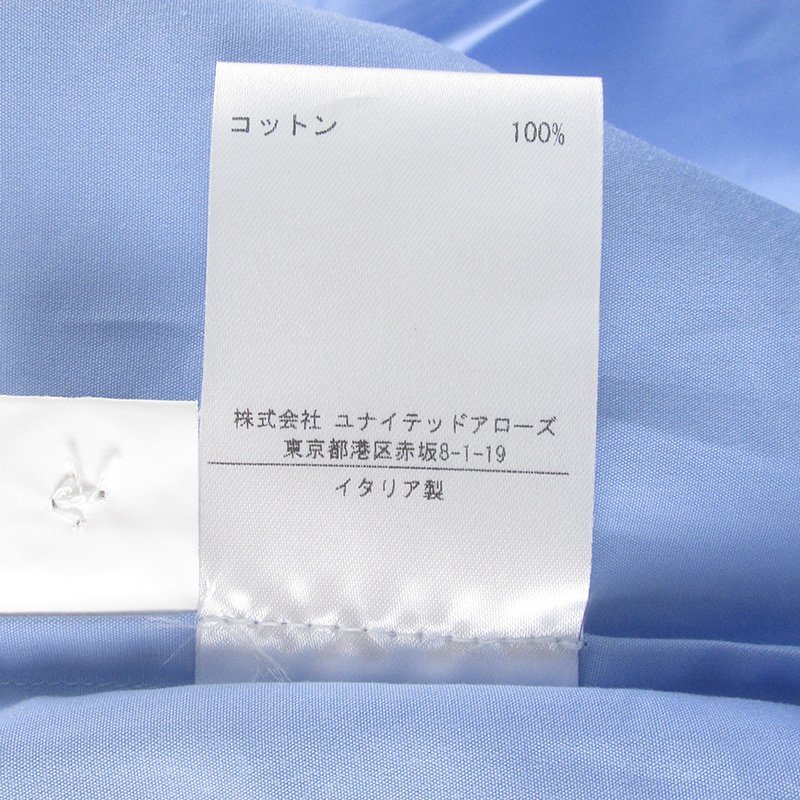 コットン 100%
株式会社 ユナイテッドアローズ
東京都港区赤坂8-1-19
イタリア製